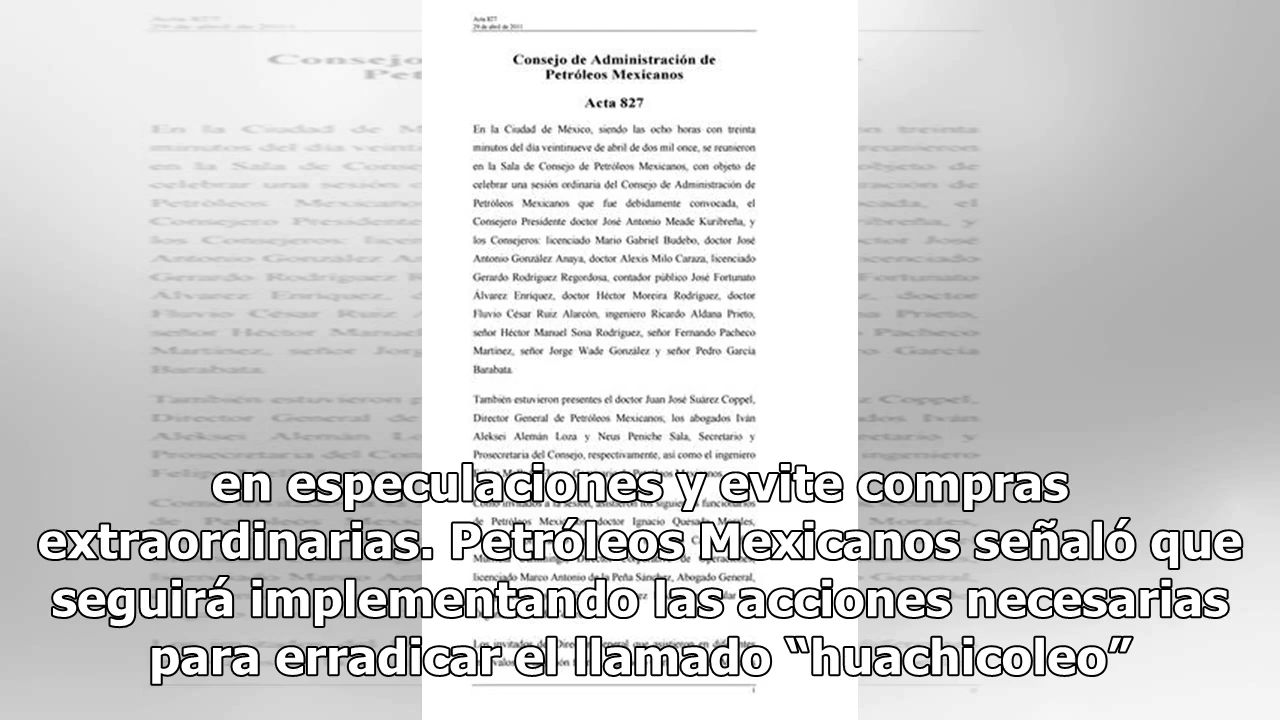 Acta 827
29 de abril de 2011
Consejo de Administración de
Petróleos Mexicanos
Acta 827
En la Ciudad de México, siendo las ocho horas con treinta
minutos del día veintinueve de abril de dos mil once, se reunieron
en la Sala de Consejo de Petróleos Mexicanos, con objeto de
celebrar una sesión ordinaria del Consejo de Administración de
Petróleos Mexicanos que fue debidamente convocada, el
Consejero Presidente doctor José Antonio Meade Kuribreña, y
los Consejeros: licenciado Mario Gabriel Budebo, doctor José
Antonio González Anaya, doctor Alexis Milo Caraza, licenciado
Gerardo Rodríguez Regordosa, contador público José Fortunato
Álvarez Enríquez, doctor Héctor Moreira Rodríguez, doctor
Fluvio César Ruiz Alarcón, ingeniero Ricardo Aldana Prieto,
señor Héctor Manuel Sosa Rodríguez, señor Fernando Pacheco
Martínez, señor Jorge Wade González y señor Pedro García
Barabata.
También estuvieron presentes el doctor Juan José Suárez Coppel,
Director General de Petróleos Mexicanos; los abogados Iván
Aleksei Alemán Loza y Neus Peniche Sala, Secretario y
Prosecretaria del Consejo, respectivamente, así como el ingeniero
en especulaciones y evite compras
extraordinarias. Petróleos Mexicanos señaló que
seguirá implementando las acciones necesarias
para erradicar el llamado “huachicoleo”